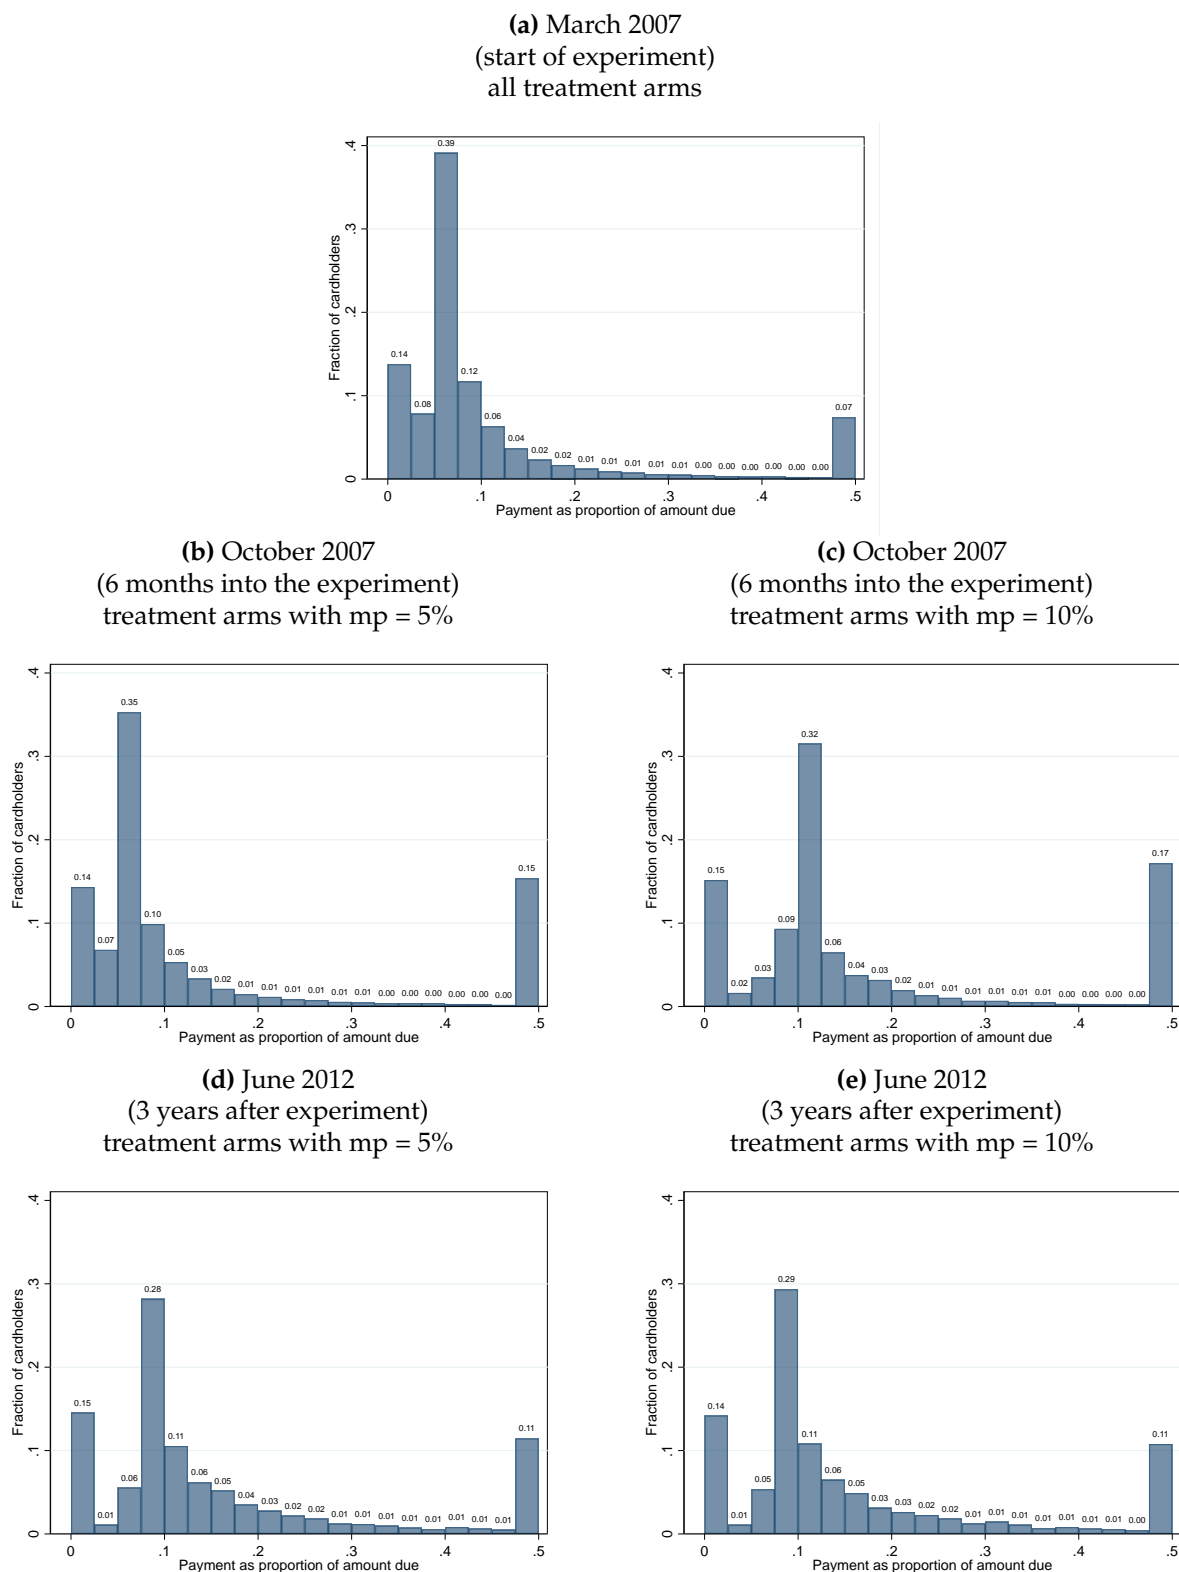 (a) March 2007
(start of experiment)
all treatment arms
Fraction of cardholders
0 .1 .2 .3 .4
0.14 0.08 0.39 0.12 0.06 0.04 0.02 0.02 0.01 0.01 0.01 0.01 0.01 0.00 0.00 0.00 0.00 0.00 0.07
0 .1 .2 .3 .4 .5
Payment as proportion of amount due
(b) October 2007
(6 months into the experiment)
treatment arms with mp = 5%
Fraction of cardholders
0 .1 .2 .3 .4
0.14 0.07 0.35 0.10 0.05 0.03 0.02 0.01 0.01 0.01 0.01 0.01 0.01 0.00 0.00 0.00 0.00 0.00 0.00 0.15
0 .1 .2 .3 .4 .5
Payment as proportion of amount due
(c) October 2007
(6 months into the experiment)
treatment arms with mp = 10%
Fraction of cardholders
0 .1 .2 .3 .4
0.15 0.02 0.03 0.09 0.32 0.06 0.04 0.03 0.02 0.01 0.01 0.01 0.01 0.01 0.01 0.00 0.00 0.00 0.00 0.17
0 .1 .2 .3 .4 .5
Payment as proportion of amount due
(d) June 2012
(3 years after experiment)
treatment arms with mp = 5%
Fraction of cardholders
0 .1 .2 .3 .4
0.15 0.01 0.06 0.28 0.11 0.06 0.05 0.04 0.03 0.02 0.02 0.01 0.01 0.01 0.01 0.01 0.01 0.01 0.01 0.11
0 .1 .2 .3 .4 .5
Payment as proportion of amount due
(e) June 2012
(3 years after experiment)
treatment arms with mp = 10%
Fraction of cardholders
0 .1 .2 .3 .4
0.14 0.01 0.05 0.29 0.11 0.06 0.05 0.03 0.03 0.02 0.02 0.01 0.01 0.01 0.01 0.01 0.01 0.01 0.00 0.11
0 .1 .2 .3 .4 .5
Payment as proportion of amount due